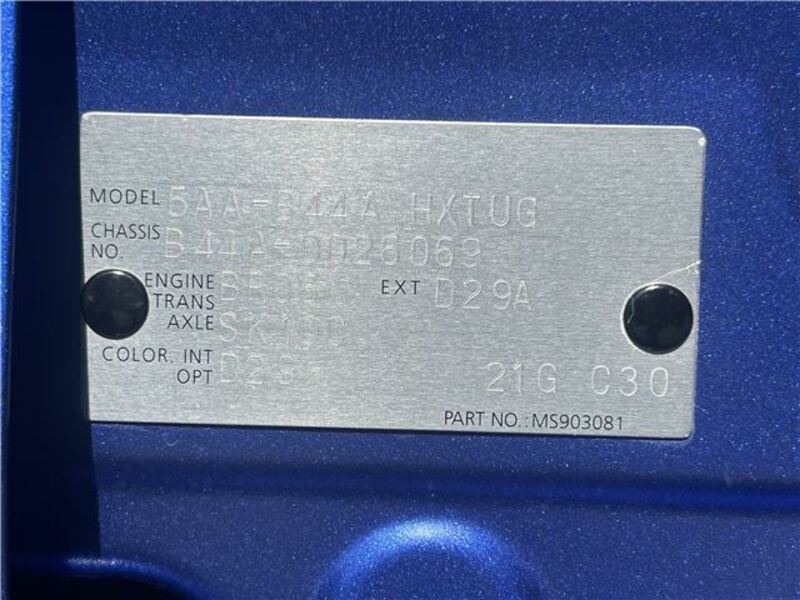 MODEL 5AA-B44A HXTUG
CHASSIS NO. B44A-0026069
ENGINE EXT D29A
TRANS AXLE
COLOR. INT
OPT 21G C30
PART NO.:MS903081